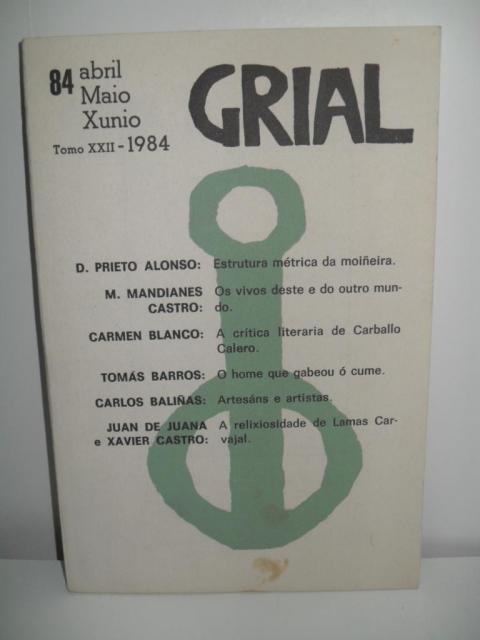 84 abril
Maio
Xunio
Tomo XXII-1984
GRIAL
D. PRIETO ALONSO: Estrutura métrica da moiñeira.
M. MANDIANES Os vivos deste e do outro mun-
CASTRO: do.
CARMEN BLANCO: A crítica literaria de Carballo
Calero.
TOMÁS BARROS: O home que gabeou ó cume.
CARLOS BALIÑAS: Artesáns e artistas.
JUAN DE JUANA A relixiosidade de Lamas Car-
e XAVIER CASTRO: vajal.